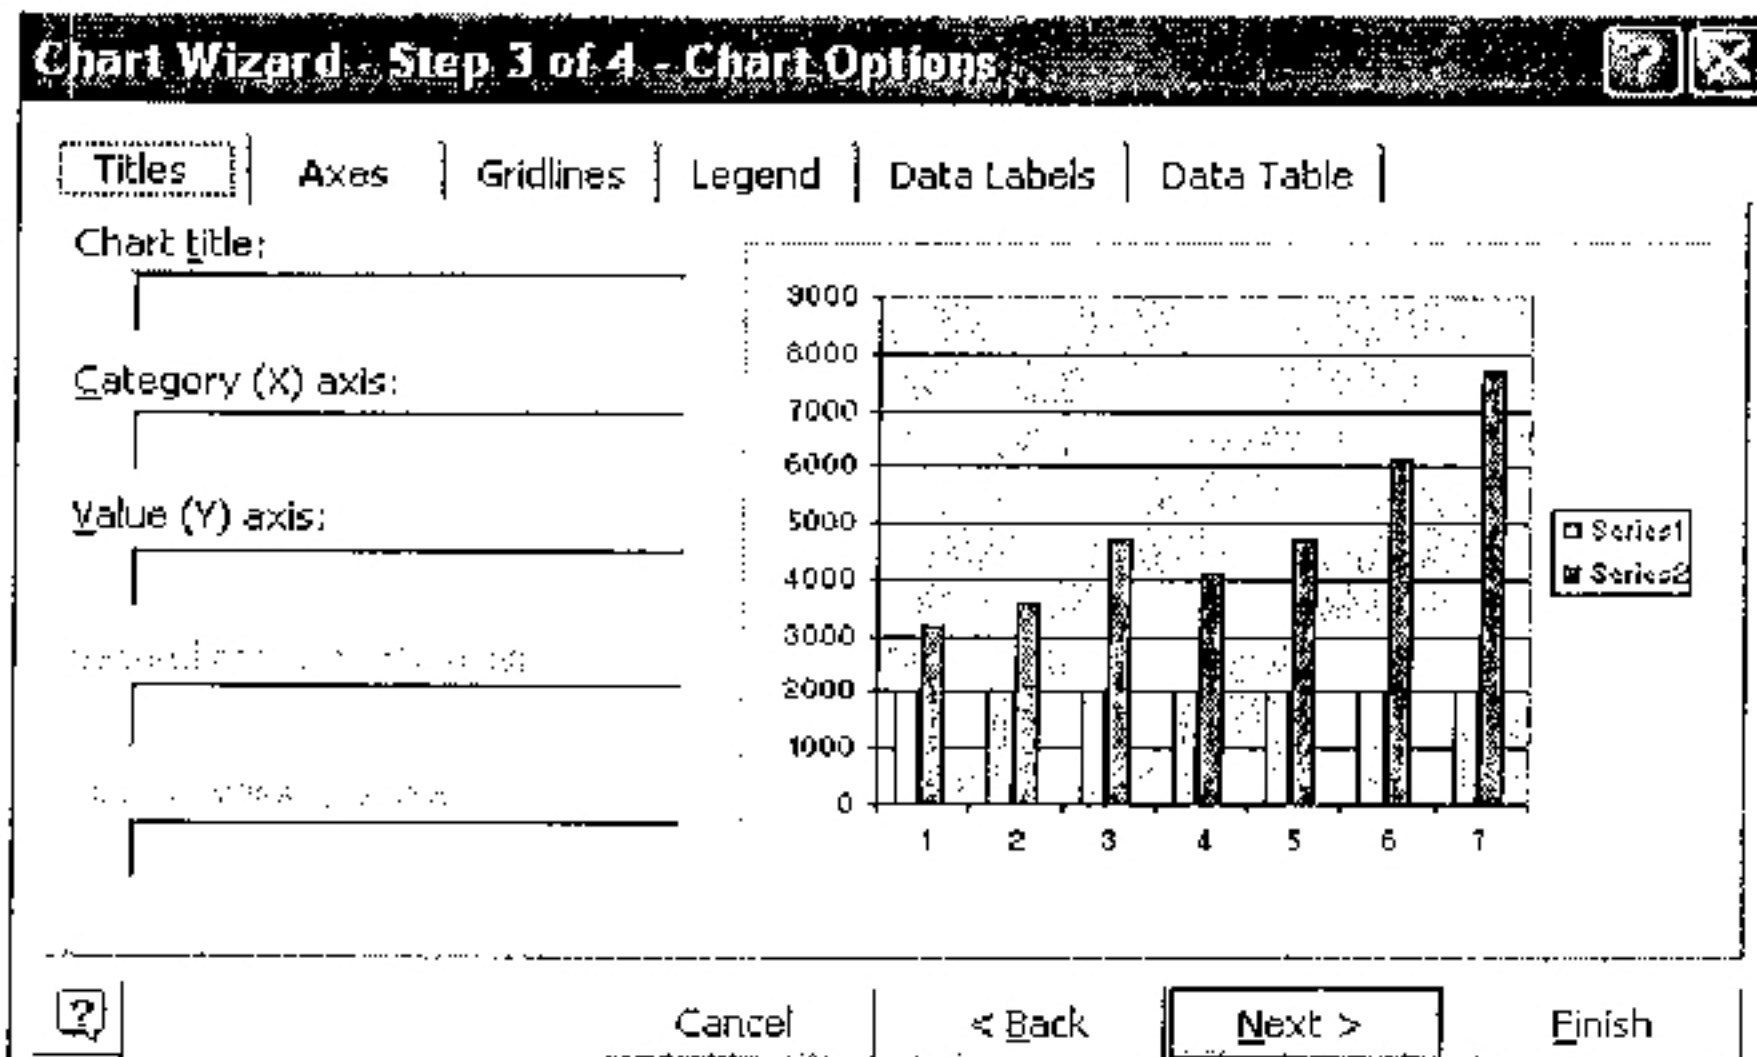 Chart Wizard - Step 3 of 4 - Chart Options
Titles Axes Gridlines Legend Data Labels Data Table
Chart title:
Category (X) axis:
Value (Y) axis:
9000
8000
7000
6000
5000
4000
3000
2000
1000
0
1 2 3 4 5 6 7
Series1
Series2
Cancel < Back Next > Finish